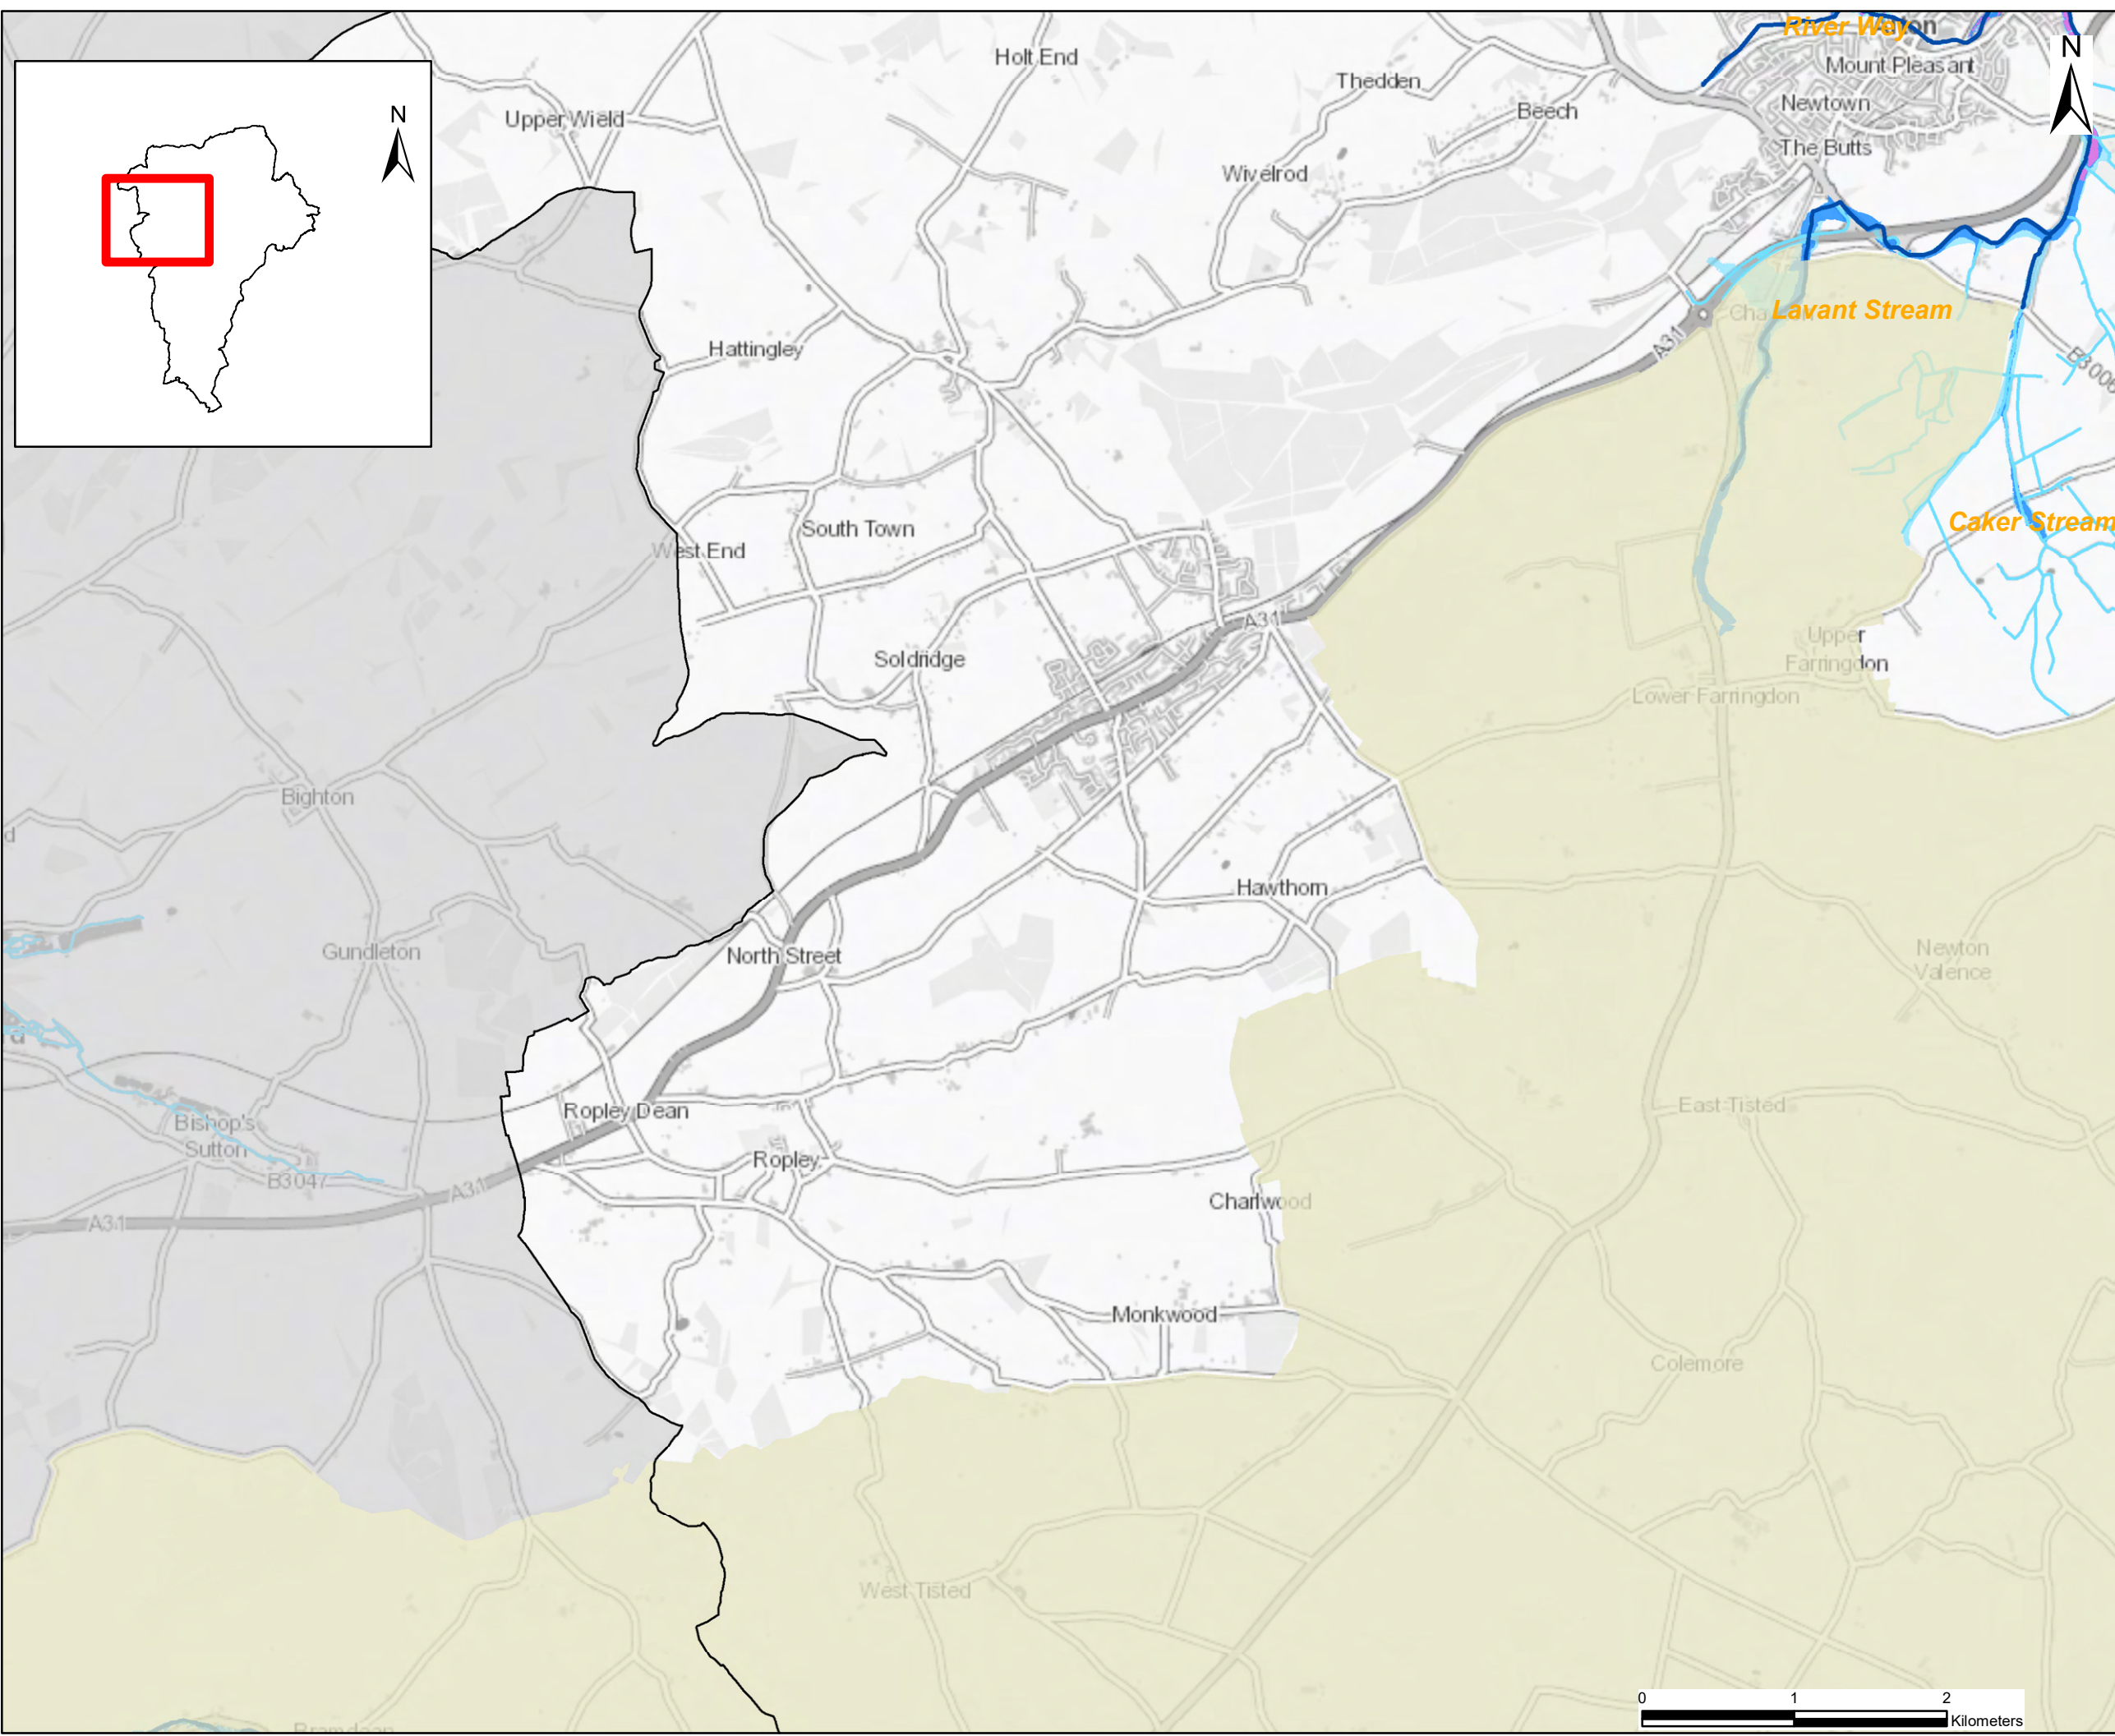 River Wey
Holt End
N
Mount Pleasant
Thedden
Newtown
Beech
Upper Wield
N
The Butts
Wivelrod
Lavant Stream
A31
Hattingley
B3006
South Town
Caker Stream
West End
A31
Upper
Farringdon
Soldridge
Lower Farringdon
Bighton
Hawthorn
Gundleton
North Street
Newton
Valence
Ropley Dean
East Tisted
Bishop's
Sutton
Ropley
B3047
A31
Charlwood
A31
Monkwood
Colemore
West Tisted
0 1 2
Kilometers
Bramdean